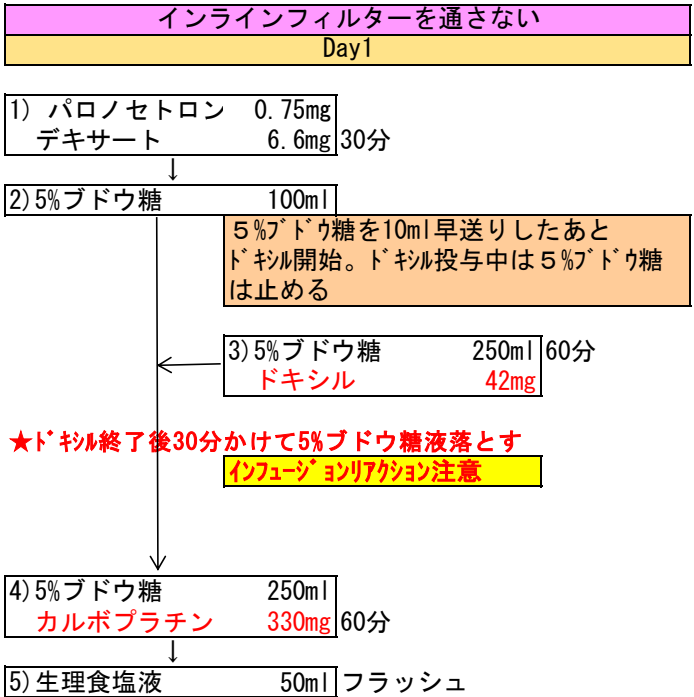 インラインフィルターを通さない
Day1
1) パロノセトロン 0.75mg
デキサート 6.6mg 30分
↓
2)5%ブドウ糖 100ml
５%ﾌﾞﾄﾞｳ糖を10ml早送りしたあと
ﾄﾞｷｼﾙ開始。ﾄﾞｷｼﾙ投与中は５%ﾌﾞﾄﾞｳ糖
は止める
3)5%ブドウ糖 250ml 60分
ドキシル 42mg
★ﾄﾞｷｼﾙ終了後30分かけて5%ブドウ糖液落とす
ｲﾝﾌｭｰｼﾞｮﾝﾘｱｸｼｮﾝ注意
4)5%ブドウ糖 250ml
カルボプラチン 330mg 60分
↓
5)生理食塩液 50ml フラッシュ